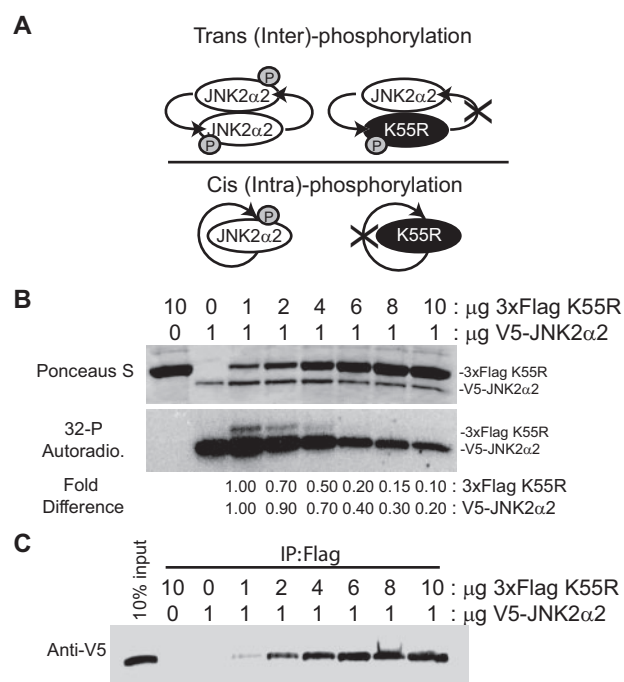 A
Trans (Inter)-phosphorylation
P
JNK2α2
JNK2α2
P
JNK2α2
K55R
P
Cis (Intra)-phosphorylation
P
JNK2α2
K55R
B
10 0 1 2 4 6 8 10 : μg 3xFlag K55R
0 1 1 1 1 1 1 1 : μg V5-JNK2α2
Ponceaus S
-3xFlag K55R
-V5-JNK2α2
32-P
Autoradio.
-3xFlag K55R
-V5-JNK2α2
Fold
Difference
1.00 0.70 0.50 0.20 0.15 0.10 : 3xFlag K55R
1.00 0.90 0.70 0.40 0.30 0.20 : V5-JNK2α2
C
10% input
IP:Flag
10 0 1 2 4 6 8 10 : μg 3xFlag K55R
0 1 1 1 1 1 1 1 : μg V5-JNK2α2
Anti-V5